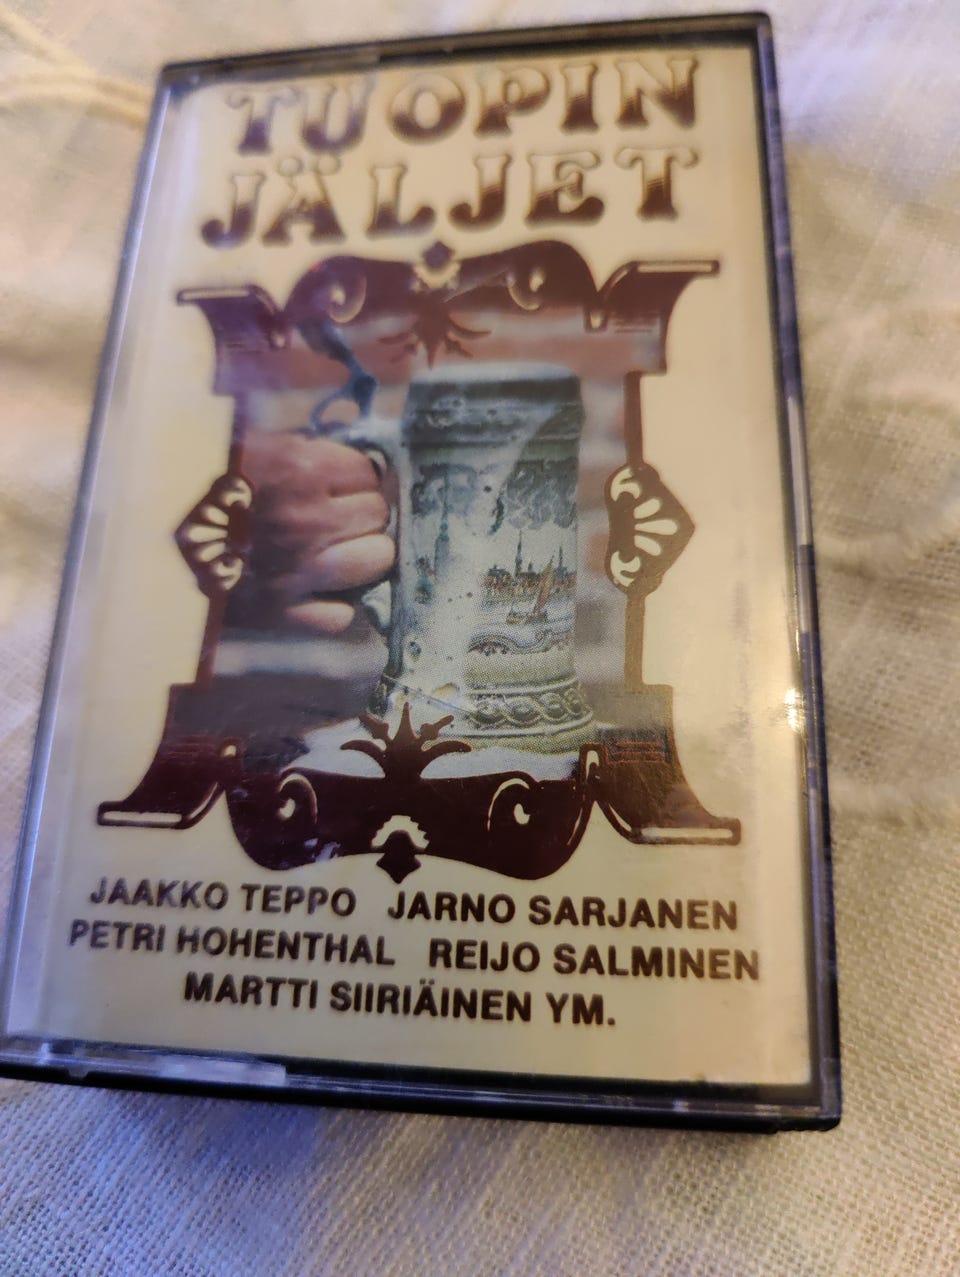 TUOPIN
JÄLJET
JAAKKO TEPPO JARNO SARJANEN
PETRI HOHENTHAL REIJO SALMINEN
MARTTI SIIRIÄINEN YM.